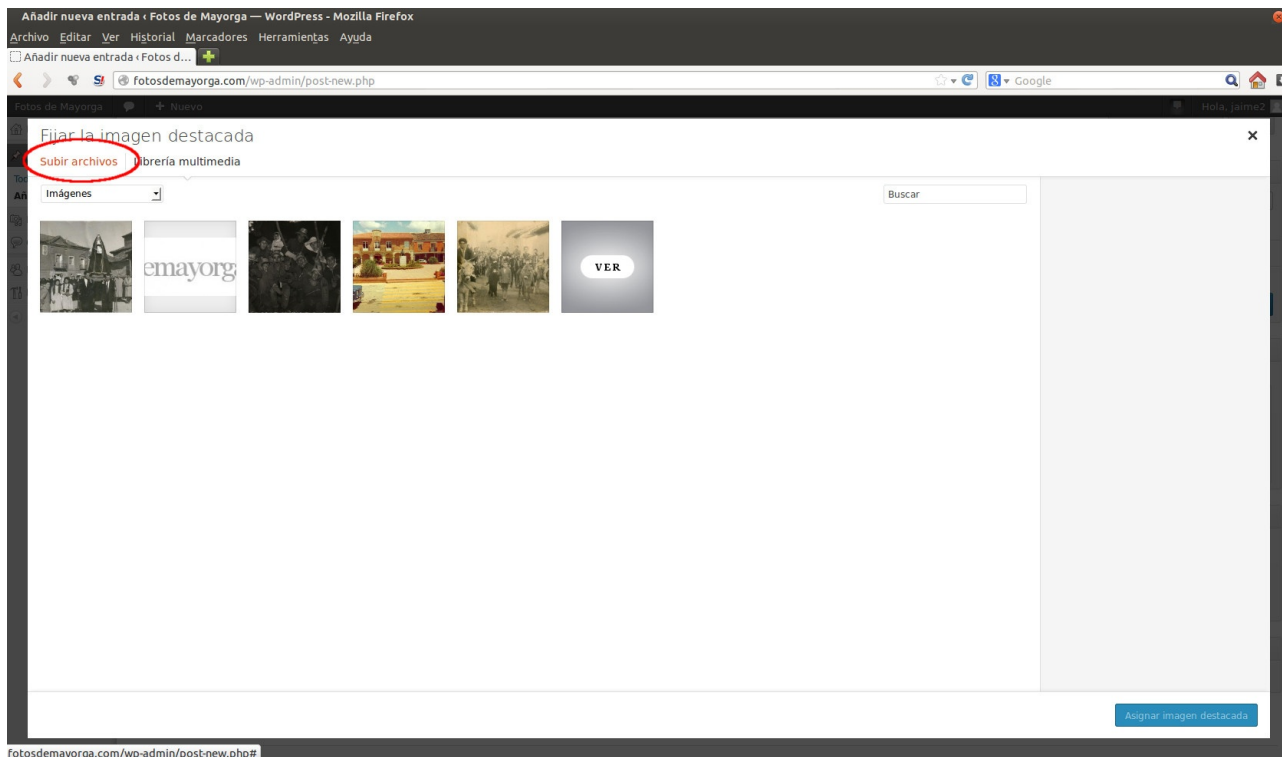 Añadir nueva entrada ‹ Fotos de Mayorga — WordPress - Mozilla Firefox
Archivo Editar Ver Historial Marcadores Herramientas Ayuda
Añadir nueva entrada ‹ Fotos d...
S! fotosdemayorga.com/wp-admin/post-new.php Google
Fotos de Mayorga + Nuevo Hola, jaime2
Fijar la imagen destacada
Subir archivos Librería multimedia
Imágenes Buscar
emayorg
VER
Asignar imagen destacada
fotosdemayorga.com/wp-admin/post-new.php#